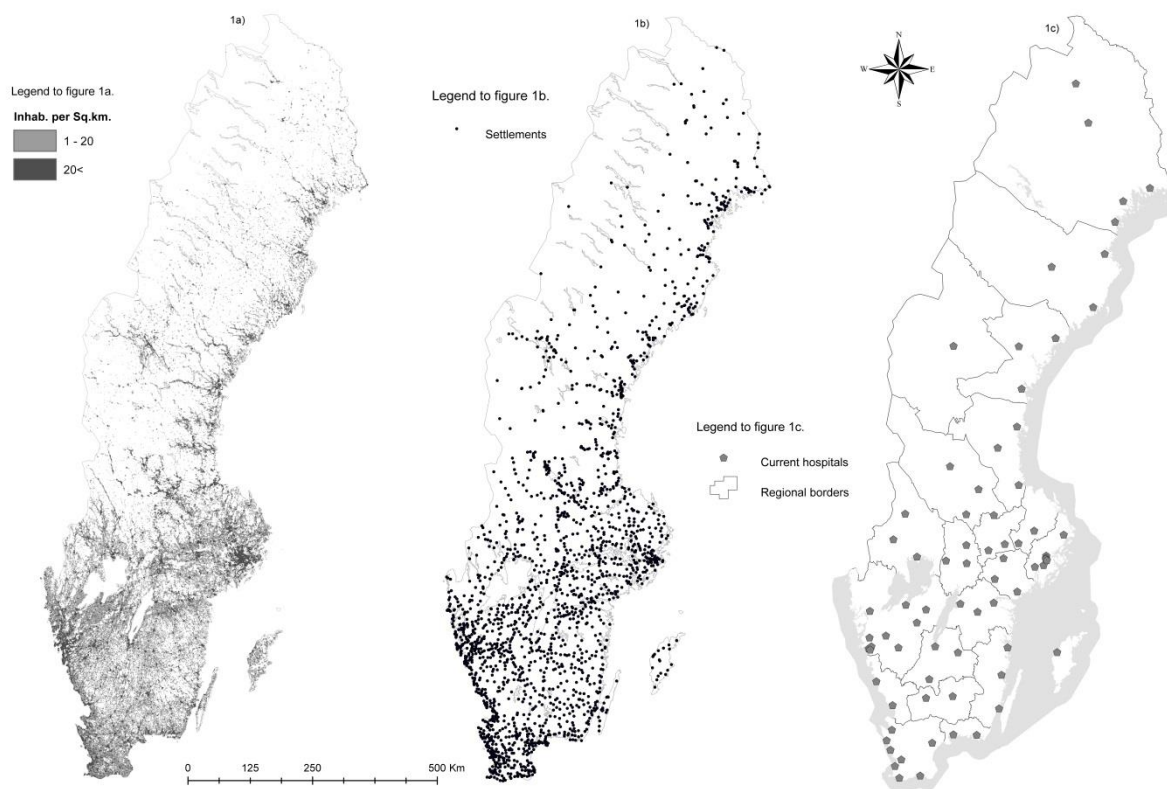 1a)
Legend to figure 1a.
Inhab. per Sq.km.
1 - 20
20<
1b)
Legend to figure 1b.
Settlements
1c)
N
W E
S
Legend to figure 1c.
Current hospitals
Regional borders
0 125 250 500 Km